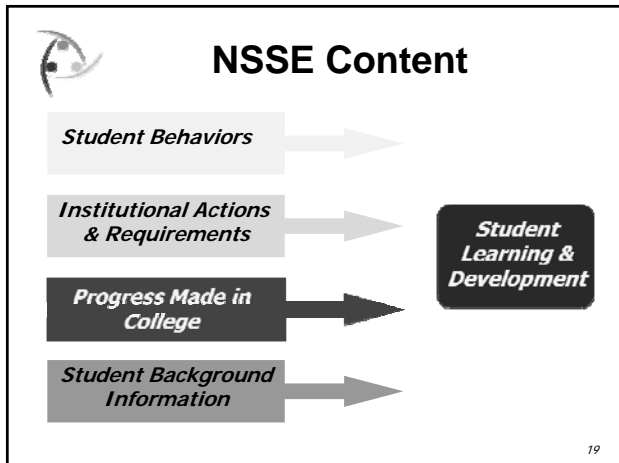 NSSE Content
Student Behaviors
Institutional Actions
& Requirements
Progress Made in
College
Student Background
Information
Student
Learning &
Development
19